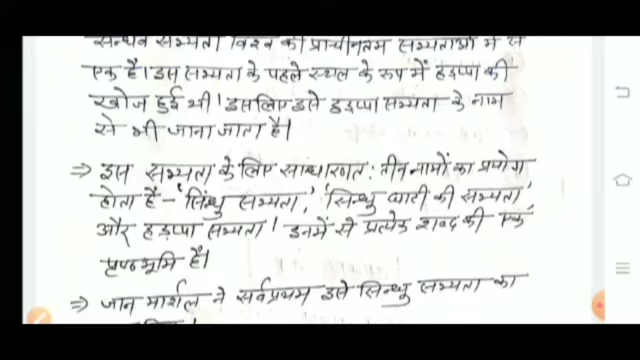 सैन्धव सभ्यता विश्व की प्राचीनतम सभ्यताओं में से
एक है। इस सभ्यता के पहले स्थल के रूप में हड़प्पा की
खोज हुई थी। इसलिए इसे हड़प्पा सभ्यता के नाम
से भी जाना जाता है।
⇒ इस सभ्यता के लिए साधारणत: तीन नामों का प्रयोग
होता है - 'सिंधु सभ्यता', 'सिन्धु घाटी की सभ्यता'
और हड़प्पा सभ्यता' इनमें से प्रत्येक शब्द की एक
पृष्ठभूमि है।
⇒ जान मार्शल ने सर्वप्रथम इसे सिन्धु सभ्यता का